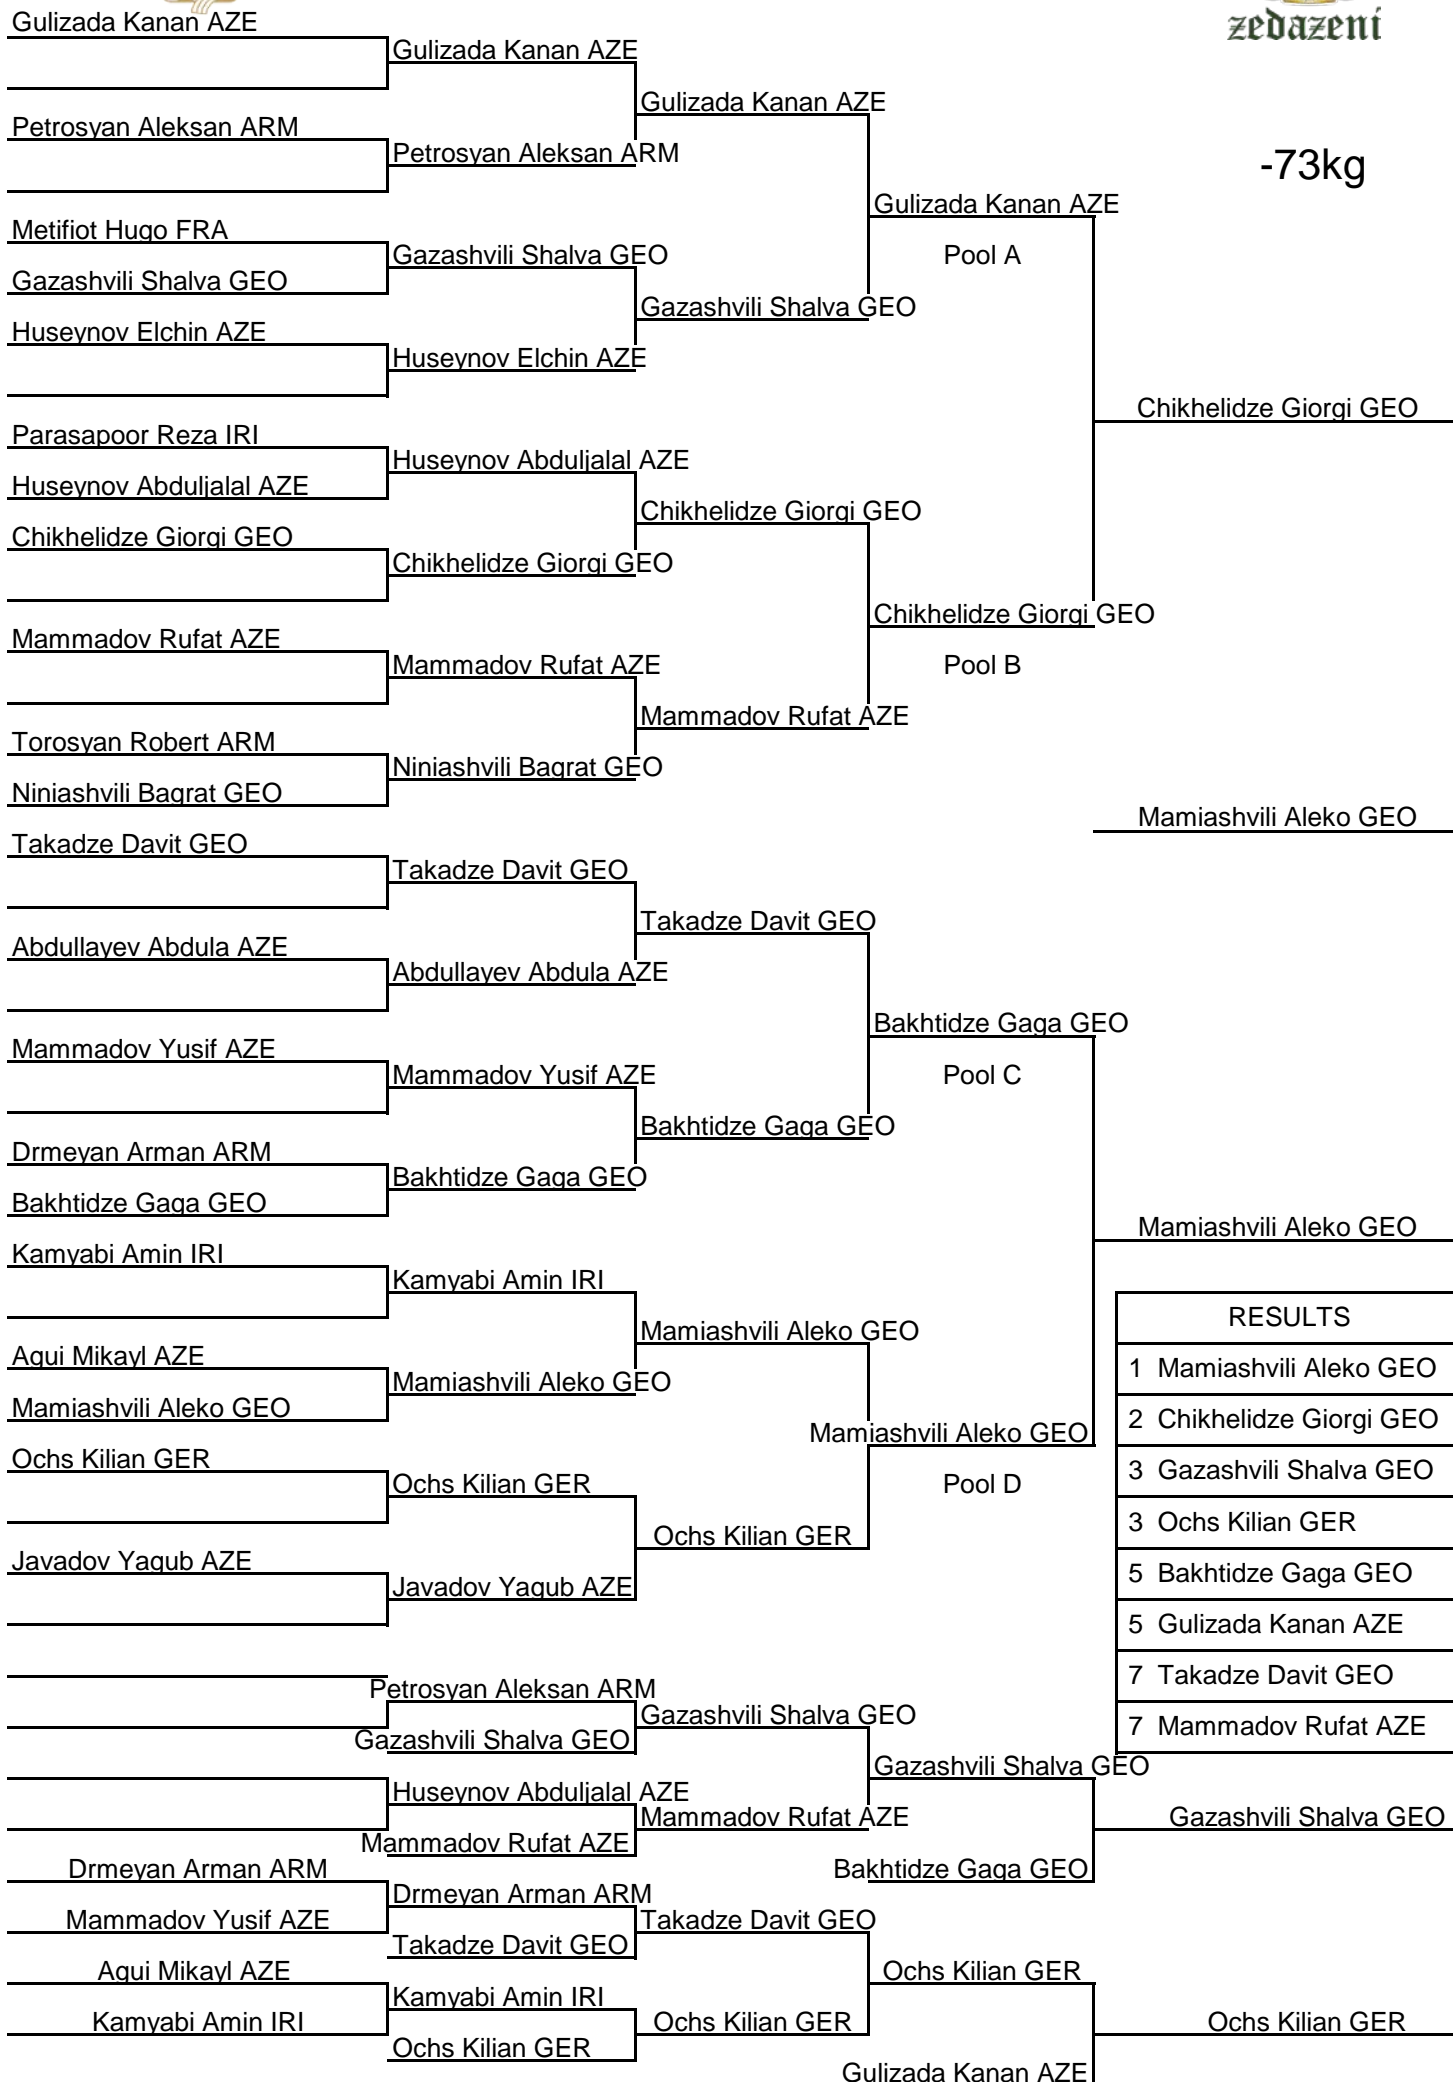 Gulizada Kanan AZE
zedazeni
Gulizada Kanan AZE
Gulizada Kanan AZE
Petrosyan Aleksan ARM
Petrosyan Aleksan ARM
-73kg
Gulizada Kanan AZE
Metifiot Hugo FRA
Gazashvili Shalva GEO
Pool A
Gazashvili Shalva GEO
Gazashvili Shalva GEO
Huseynov Elchin AZE
Huseynov Elchin AZE
Chikhelidze Giorgi GEO
Parasapoor Reza IRI
Huseynov Abduljalal AZE
Huseynov Abduljalal AZE
Chikhelidze Giorgi GEO
Chikhelidze Giorgi GEO
Chikhelidze Giorgi GEO
Chikhelidze Giorgi GEO
Mammadov Rufat AZE
Mammadov Rufat AZE
Pool B
Mammadov Rufat AZE
Torosyan Robert ARM
Niniashvili Bagrat GEO
Niniashvili Bagrat GEO
Mamiashvili Aleko GEO
Takadze Davit GEO
Takadze Davit GEO
Takadze Davit GEO
Abdullayev Abdula AZE
Abdullayev Abdula AZE
Bakhtidze Gaga GEO
Mammadov Yusif AZE
Mammadov Yusif AZE
Pool C
Bakhtidze Gaga GEO
Drmeyan Arman ARM
Bakhtidze Gaga GEO
Bakhtidze Gaga GEO
Mamiashvili Aleko GEO
Kamyabi Amin IRI
Kamyabi Amin IRI
RESULTS
Mamiashvili Aleko GEO
Agui Mikayl AZE
1 Mamiashvili Aleko GEO
Mamiashvili Aleko GEO
Mamiashvili Aleko GEO
2 Chikhelidze Giorgi GEO
Mamiashvili Aleko GEO
Ochs Kilian GER
3 Gazashvili Shalva GEO
Ochs Kilian GER
Pool D
3 Ochs Kilian GER
Ochs Kilian GER
Javadov Yagub AZE
5 Bakhtidze Gaga GEO
Javadov Yagub AZE
5 Gulizada Kanan AZE
7 Takadze Davit GEO
Petrosyan Aleksan ARM
Gazashvili Shalva GEO
7 Mammadov Rufat AZE
Gazashvili Shalva GEO
Gazashvili Shalva GEO
Huseynov Abduljalal AZE
Mammadov Rufat AZE
Gazashvili Shalva GEO
Mammadov Rufat AZE
Drmeyan Arman ARM
Bakhtidze Gaga GEO
Drmeyan Arman ARM
Mammadov Yusif AZE
Takadze Davit GEO
Takadze Davit GEO
Agui Mikayl AZE
Ochs Kilian GER
Kamyabi Amin IRI
Kamyabi Amin IRI
Ochs Kilian GER
Ochs Kilian GER
Ochs Kilian GER
Gulizada Kanan AZE